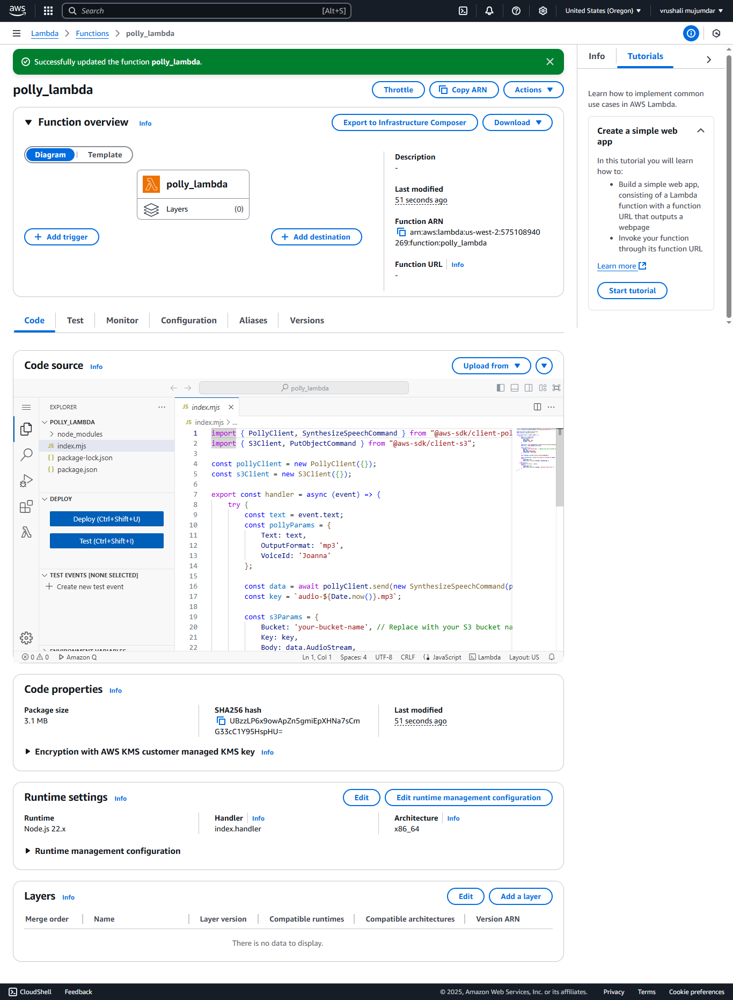 aws
Search
[Alt+S]
United States (Oregon)
vrushali mujumdar
Lambda
Functions
polly_lambda
Successfully updated the function polly_lambda.
polly_lambda
Throttle
Copy ARN
Actions
Function overview
Info
Export to Infrastructure Composer
Download
Diagram
Template
polly_lambda
Layers
(0)
Add trigger
Add destination
Description
-
Last modified
51 seconds ago
Function ARN
arn:aws:lambda:us-west-2:575108940
269:function:polly_lambda
Function URL
Info
-
Info
Tutorials
Learn how to implement common
use cases in AWS Lambda.
Create a simple web
app
In this tutorial you will learn
how to:
• Build a simple web app,
consisting of a Lambda
function with a function
URL that outputs a
webpage
• Invoke your function
through its function URL
Learn more
Start tutorial
Code
Test
Monitor
Configuration
Aliases
Versions
Code source
Info
Upload from
polly_lambda
EXPLORER
POLLY_LAMBDA
node_modules
JS index.mjs
{} package-lock.json
{} package.json
DEPLOY
Deploy (Ctrl+Shift+U)
Test (Ctrl+Shift+I)
TEST EVENTS [NONE SELECTED]
Create new test event
JS index.mjs
JS index.mjs > ...
1 import { PollyClient, SynthesizeSpeechCommand } from "@aws-sdk/client-pol
2 import { S3Client, PutObjectCommand } from "@aws-sdk/client-s3";
3
4 const pollyClient = new PollyClient({});
5 const s3Client = new S3Client({});
6
7 export const handler = async (event) => {
8 try {
9 const text = event.text;
10 const pollyParams = {
11 Text: text,
12 OutputFormat: 'mp3',
13 VoiceId: 'Joanna'
14 };
15
16 const data = await pollyClient.send(new SynthesizeSpeechCommand(p
17 const key = `audio-${Date.now()}.mp3`;
18
19 const s3Params = {
20 Bucket: 'your-bucket-name', // Replace with your S3 bucket na
21 Key: key,
22 Body: data.AudioStream,
0
0
Amazon Q
Ln 1, Col 1
Spaces: 4
UTF-8
CRLF
JavaScript
Lambda
Layout: US
Code properties
Info
Package size
3.1 MB
SHA256 hash
UBzzLP6x9owApZn5gmiEpXHNa7sCm
G33cC1Y95HspHU=
Last modified
51 seconds ago
Encryption with AWS KMS customer managed KMS key
Info
Runtime settings
Info
Edit
Edit runtime management configuration
Runtime
Node.js 22.x
Handler
Info
index.handler
Architecture
Info
x86_64
Runtime management configuration
Layers
Info
Edit
Add a layer
Merge order
Name
Layer version
Compatible runtimes
Compatible architectures
Version ARN
There is no data to display.
CloudShell
Feedback
© 2025, Amazon Web Services, Inc. or its affiliates.
Privacy
Terms
Cookie preferences